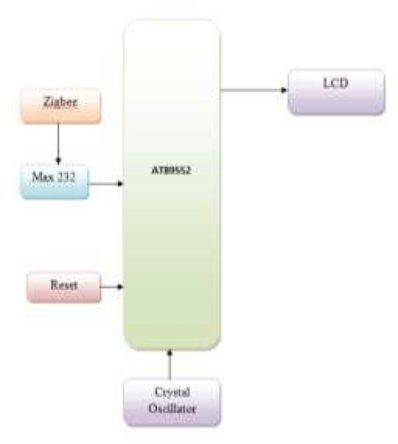 LCD
Zigbee
Max 232
AT89S52
Reset
Crystal
Oscillator